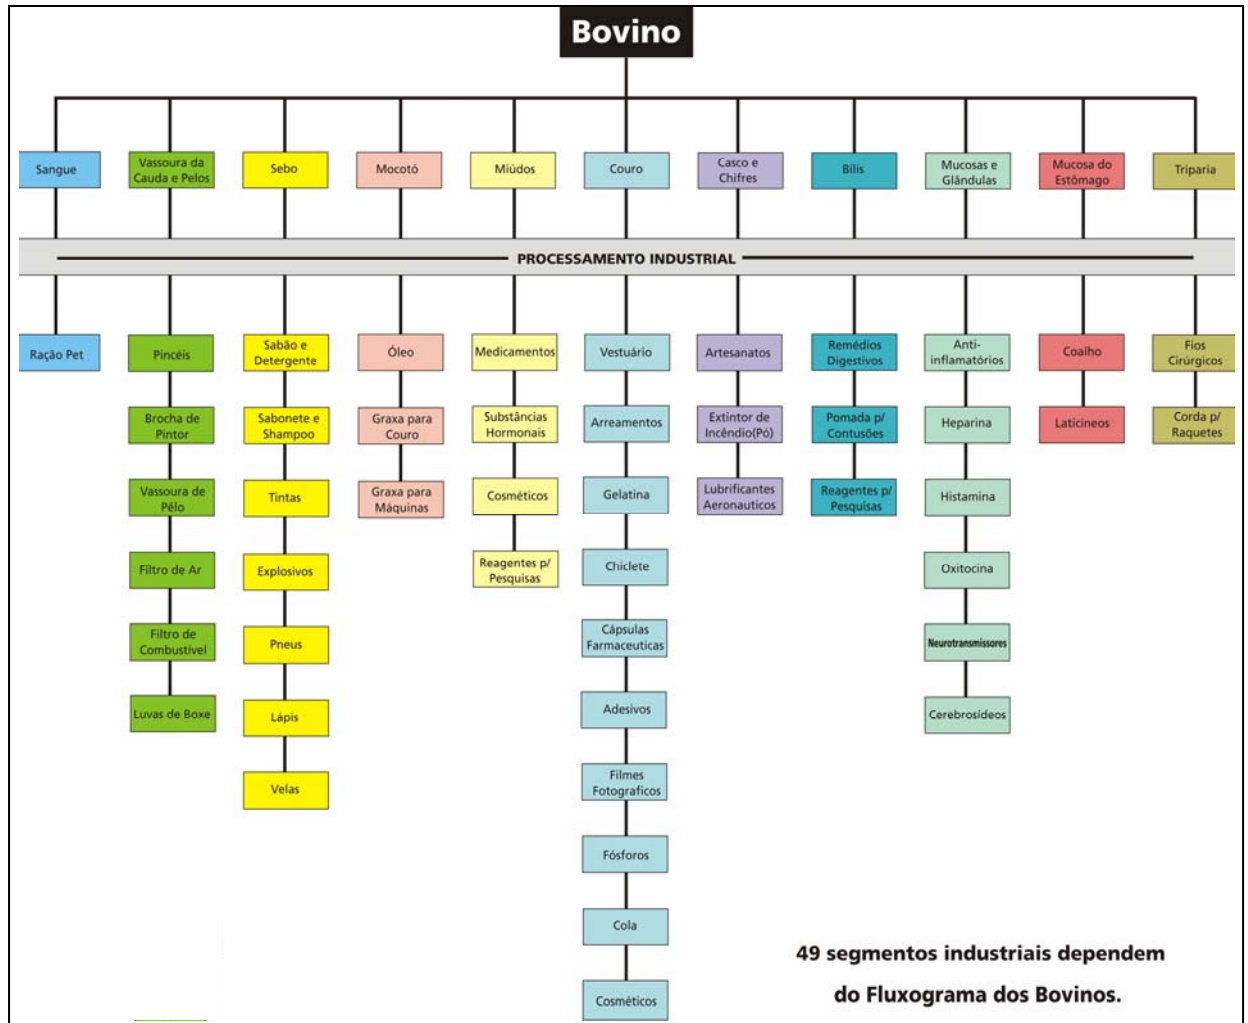 Bovino
Sangue
Vassoura da
Cauda e Pelos
Sebo
Mocotó
Miúdos
Couro
Casco e
Chifres
Bílis
Mucosas e
Glândulas
Mucosa do
Estômago
Triparia
PROCESSAMENTO INDUSTRIAL
Ração Pet
Pincéis
Brocha de
Pintor
Vassoura de
Pêlo
Filtro de Ar
Filtro de
Combustível
Luvas de Boxe
Sabão e
Detergente
Sabonete e
Shampoo
Tintas
Explosivos
Pneus
Lápis
Velas
Óleo
Graxa para
Couro
Graxa para
Máquinas
Medicamentos
Substâncias
Hormonais
Cosméticos
Reagentes p/
Pesquisas
Vestuário
Arreamentos
Gelatina
Chiclete
Cápsulas
Farmaceuticas
Adesivos
Filmes
Fotograficos
Fósforos
Cola
Cosméticos
Artesanatos
Extintor de
Incêndio(Pó)
Lubrificantes
Aeronauticos
Remédios
Digestivos
Pomada p/
Contusões
Reagentes p/
Pesquisas
Anti-
inflamatórios
Heparina
Histamina
Oxitocina
Neurotransmissores
Cerebrosídeos
Coalho
Laticineos
Fios
Cirúrgicos
Corda p/
Raquetes
49 segmentos industriais dependem
do Fluxograma dos Bovinos.